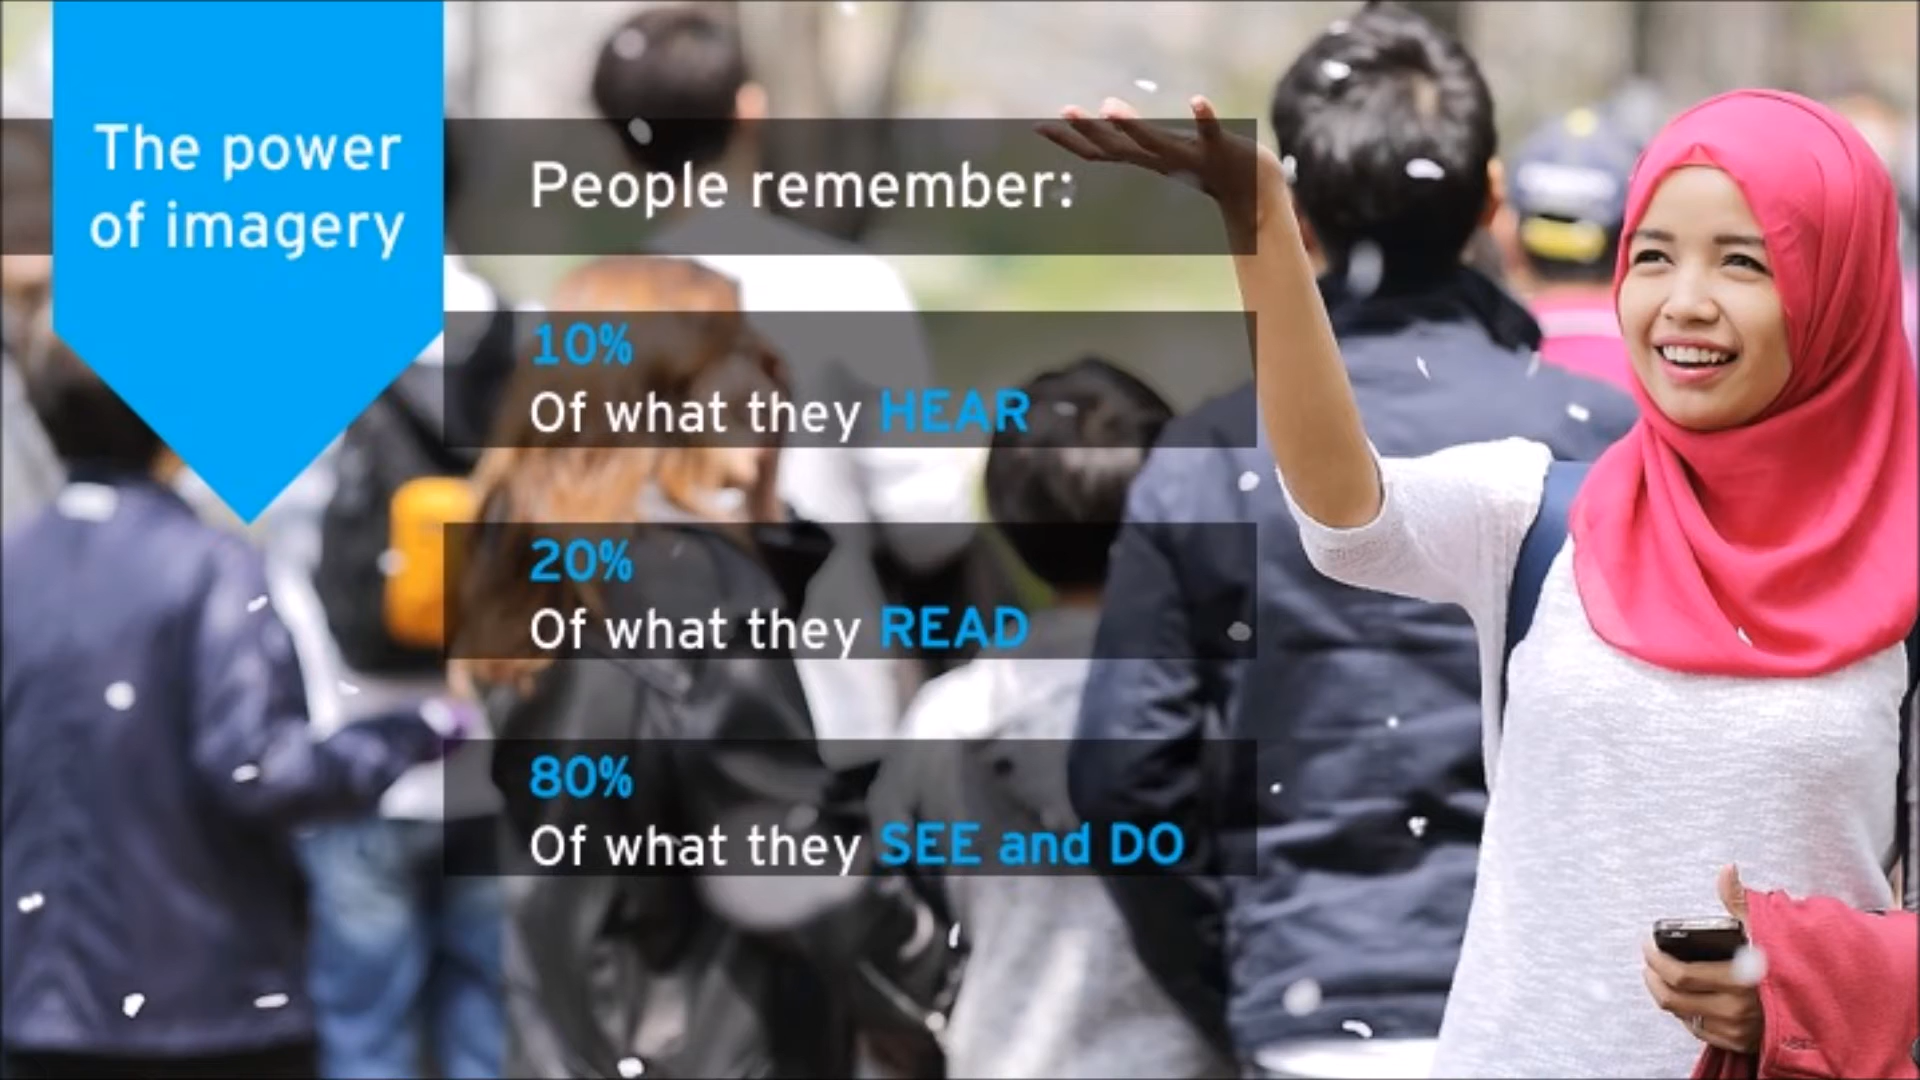 The power
of imagery
People remember:
10%
Of what they HEAR
20%
Of what they READ
80%
Of what they SEE and DO